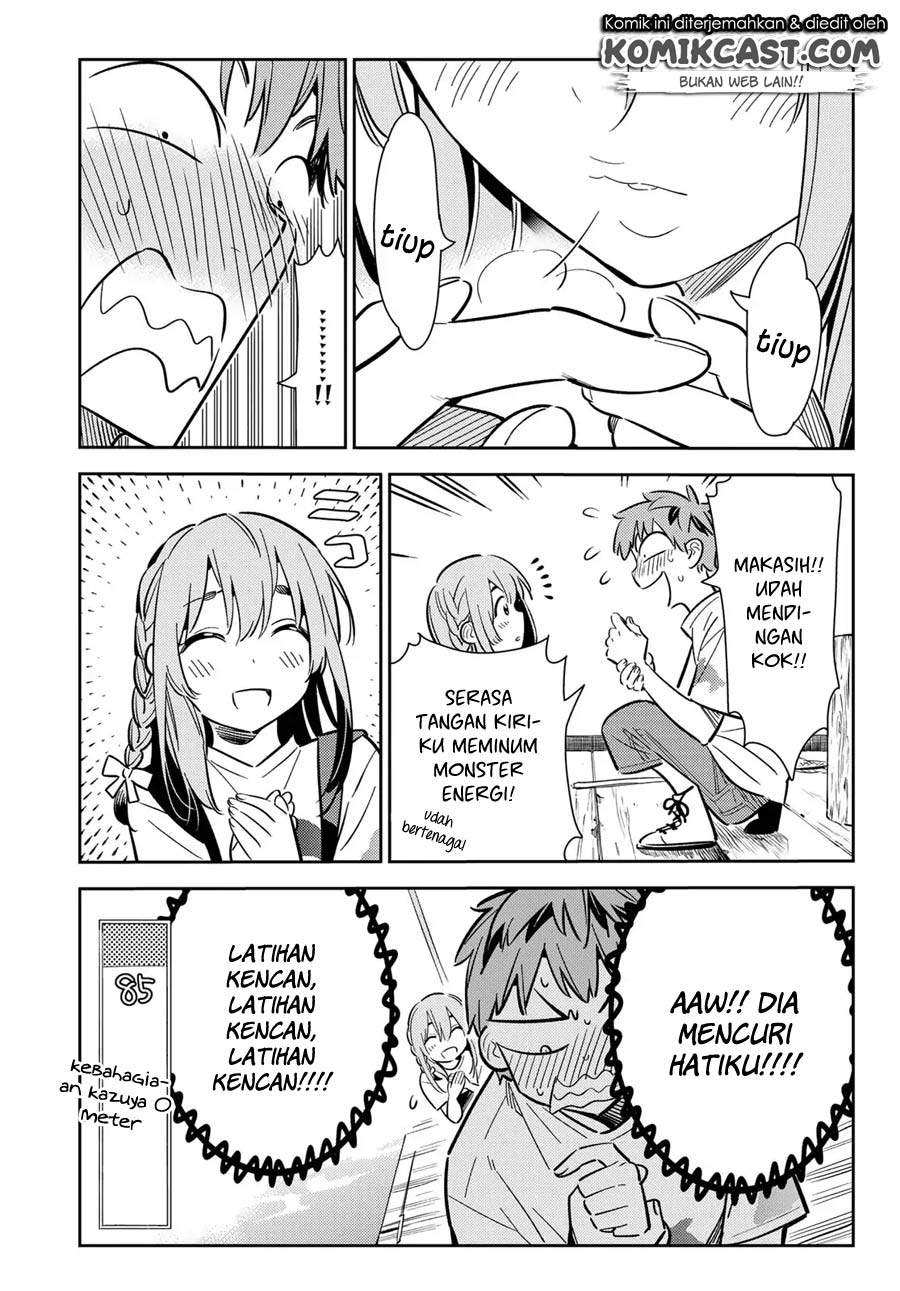 Komik ini diterjemahkan & diedit oleh
KOMIKCAST.COM
BUKAN WEB LAIN!!
tiup
tiup
!!
MAKASIH!!
UDAH
MENDI-
NGAN
KOK!!
SERASA
TANGAN KIRI-
KU MEMINUM
MONSTER
ENERGI!
udah
bertenaga!
ニコ
AAW!! DIA
MENCURI
HATIKU!!!!
LATIHAN
KENCAN,
LATIHAN
KENCAN,
LATIHAN
KENCAN!!!!
85
kebahagia-
an kazuya O
meter